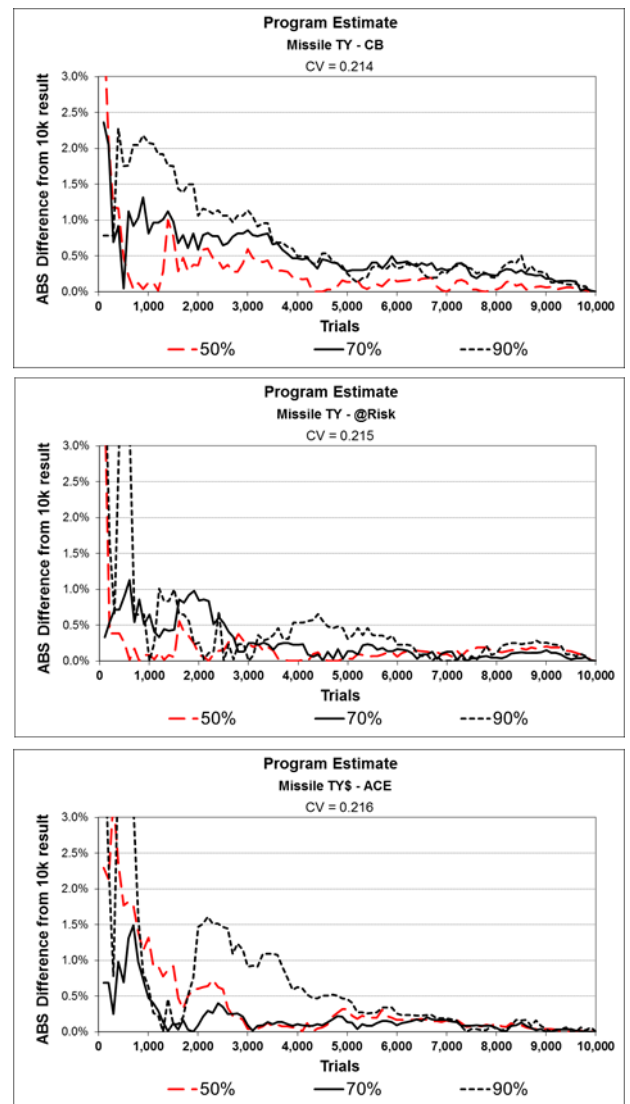 Program Estimate
Missile TY - CB
CV = 0.214
ABS Difference from 10k result
3.0%
2.5%
2.0%
1.5%
1.0%
0.5%
0.0%
0 1,000 2,000 3,000 4,000 5,000 6,000 7,000 8,000 9,000 10,000
Trials
50% 70% 90%
Program Estimate
Missile TY - @Risk
CV = 0.215
ABS Difference from 10k result
3.0%
2.5%
2.0%
1.5%
1.0%
0.5%
0.0%
0 1,000 2,000 3,000 4,000 5,000 6,000 7,000 8,000 9,000 10,000
Trials
50% 70% 90%
Program Estimate
Missile TY$ - ACE
CV = 0.216
ABS Difference from 10k result
3.0%
2.5%
2.0%
1.5%
1.0%
0.5%
0.0%
0 1,000 2,000 3,000 4,000 5,000 6,000 7,000 8,000 9,000 10,000
Trials
50% 70% 90%